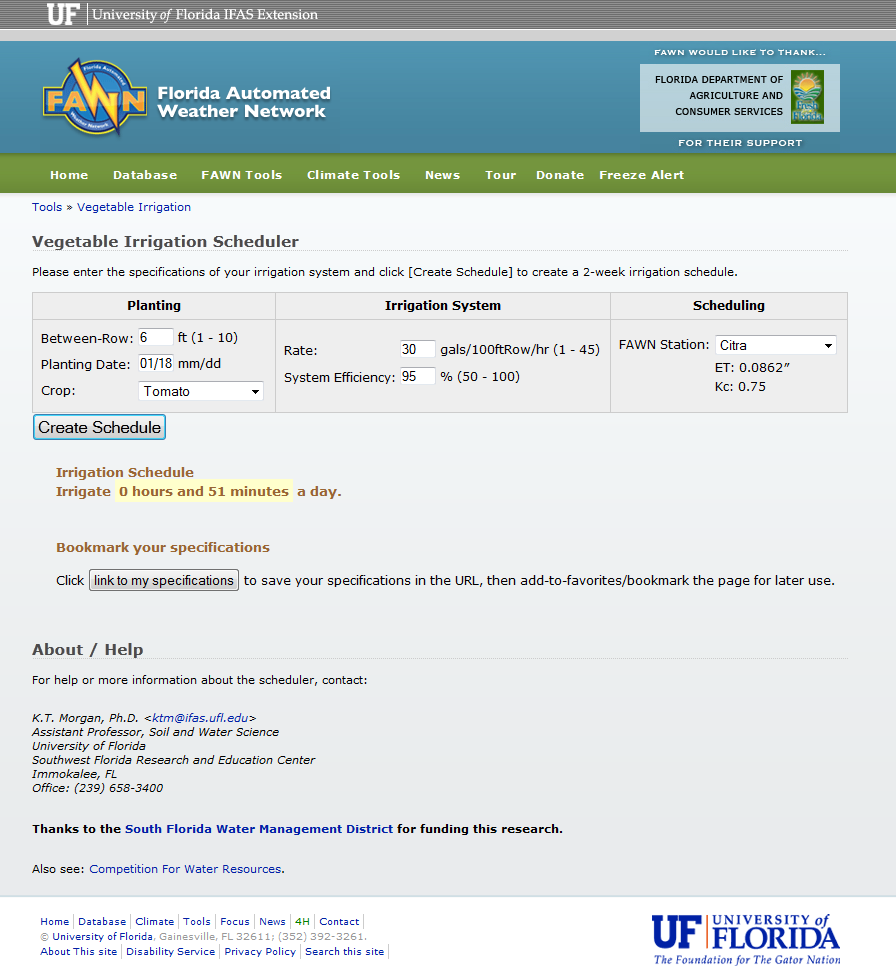 UF University of Florida IFAS Extension
FAWN WOULD LIKE TO THANK...
Florida Automated
FAWN
Weather Network
Florida Automated
Weather Network
FLORIDA DEPARTMENT OF
AGRICULTURE AND
CONSUMER SERVICES
Fresh
Florida
FOR THEIR SUPPORT
Home Database FAWN Tools Climate Tools News Tour Donate Freeze Alert
Tools » Vegetable Irrigation
Vegetable Irrigation Scheduler
Please enter the specifications of your irrigation system and click [Create Schedule] to create a 2-week irrigation schedule.
Planting Irrigation System Scheduling
Between-Row: 6 ft (1 - 10)
Planting Date: 01/18 mm/dd
Crop: Tomato
Rate: 30 gals/100ftRow/hr (1 - 45)
System Efficiency: 95 % (50 - 100)
FAWN Station: Citra
ET: 0.0862"
Kc: 0.75
Create Schedule
Irrigation Schedule
Irrigate 0 hours and 51 minutes a day.
Bookmark your specifications
Click link to my specifications to save your specifications in the URL, then add-to-favorites/bookmark the page for later use.
About / Help
For help or more information about the scheduler, contact:
K.T. Morgan, Ph.D. <ktm@ifas.ufl.edu>
Assistant Professor, Soil and Water Science
University of Florida
Southwest Florida Research and Education Center
Immokalee, FL
Office: (239) 658-3400
Thanks to the South Florida Water Management District for funding this research.
Also see: Competition For Water Resources.
Home Database Climate Tools Focus News 4H Contact
© University of Florida, Gainesville, FL 32611; (352) 392-3261.
About This site Disability Service Privacy Policy Search this site
UF UNIVERSITY of
FLORIDA
The Foundation for The Gator Nation